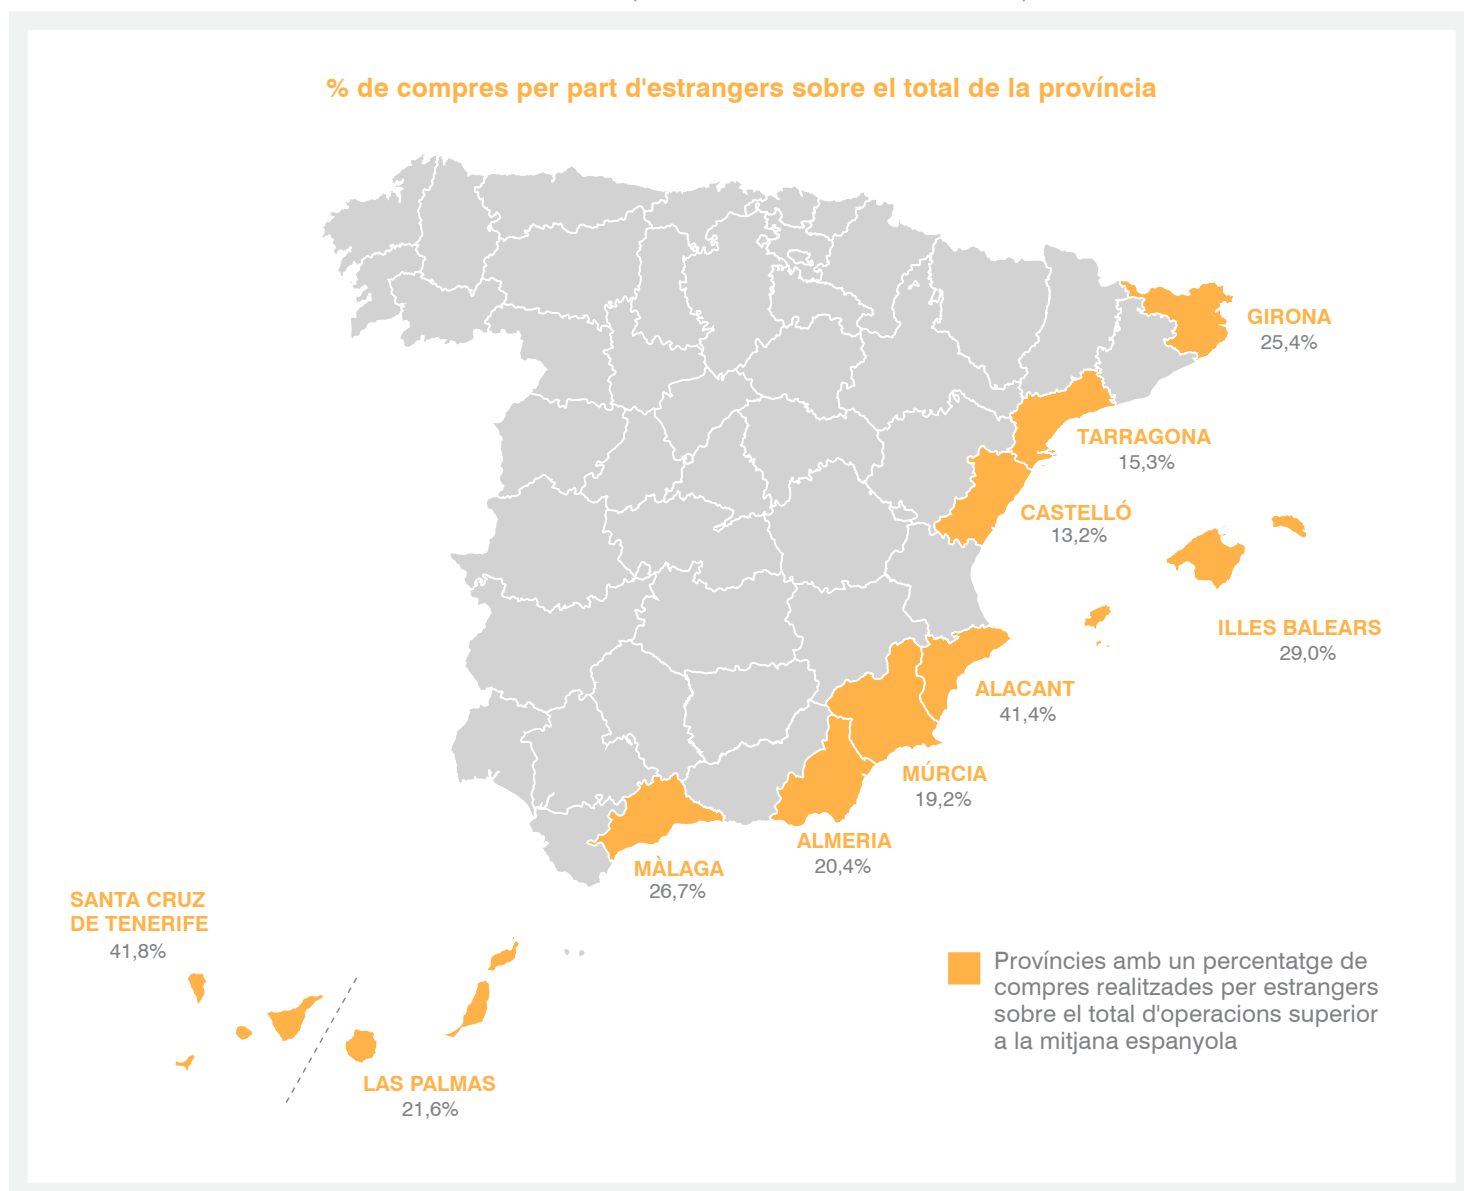 % de compres per part d'estrangers sobre el total de la província
GIRONA
25,4%
TARRAGONA
15,3%
CASTELLÓ
13,2%
ILLES BALEARS
29,0%
ALACANT
41,4%
MÚRCIA
19,2%
ALMERIA
20,4%
MÀLAGA
26,7%
SANTA CRUZ
DE TENERIFE
41,8%
LAS PALMAS
21,6%
Províncies amb un percentatge de
compres realitzades per estrangers
sobre el total d'operacions superior
a la mitjana espanyola